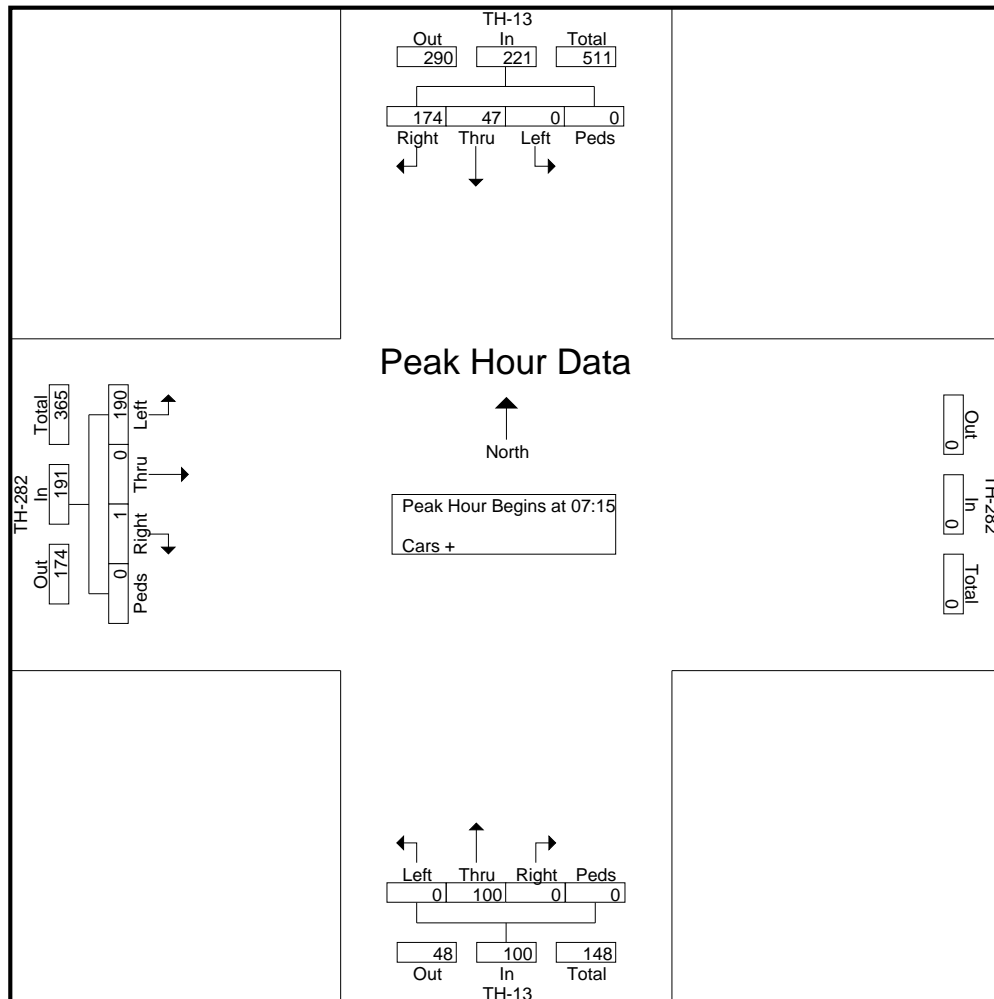 TH-13
Out In Total
290 221 511
174 47 0 0
Right Thru Left Peds
Peak Hour Data
North
Peak Hour Begins at 07:15
Cars +
TH-282
Total In Out
365 191 174
190 0 1 0
Left Thru Right Peds
Out In Total
0 0 0
TH-282
Left Thru Right Peds
0 100 0 0
48 100 148
Out In Total
TH-13